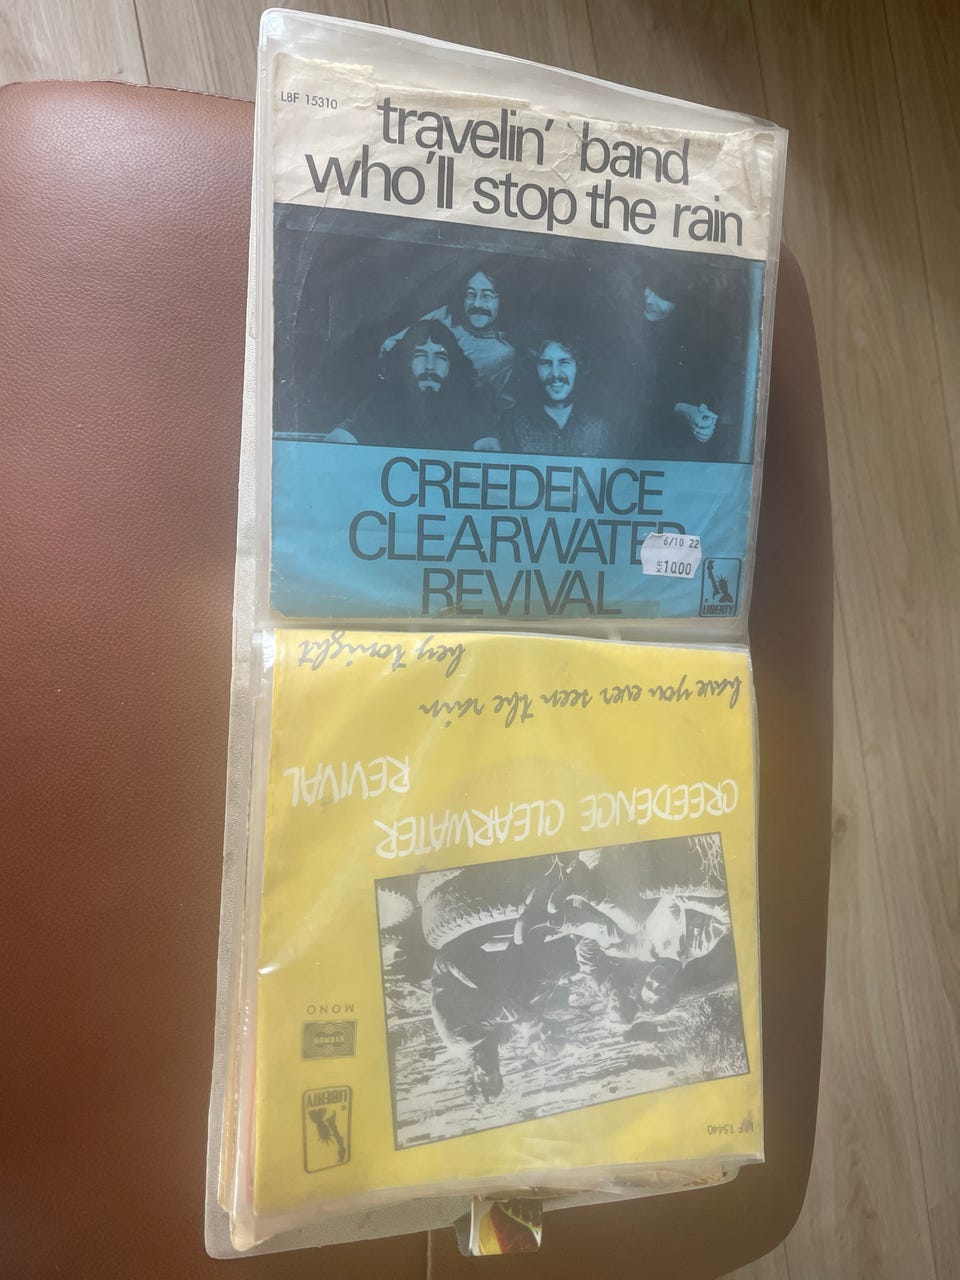 LBF 15310
travelin' band
who'll stop the rain
CREEDENCE
CLEARWATER
REVIVAL
6/10 22
KR 10.00
LIBERTY
hey tonight
have you ever seen the rain
CREEDENCE CLEARWATER
REVIVAL
MONO
STEREO
LIBERTY
15440